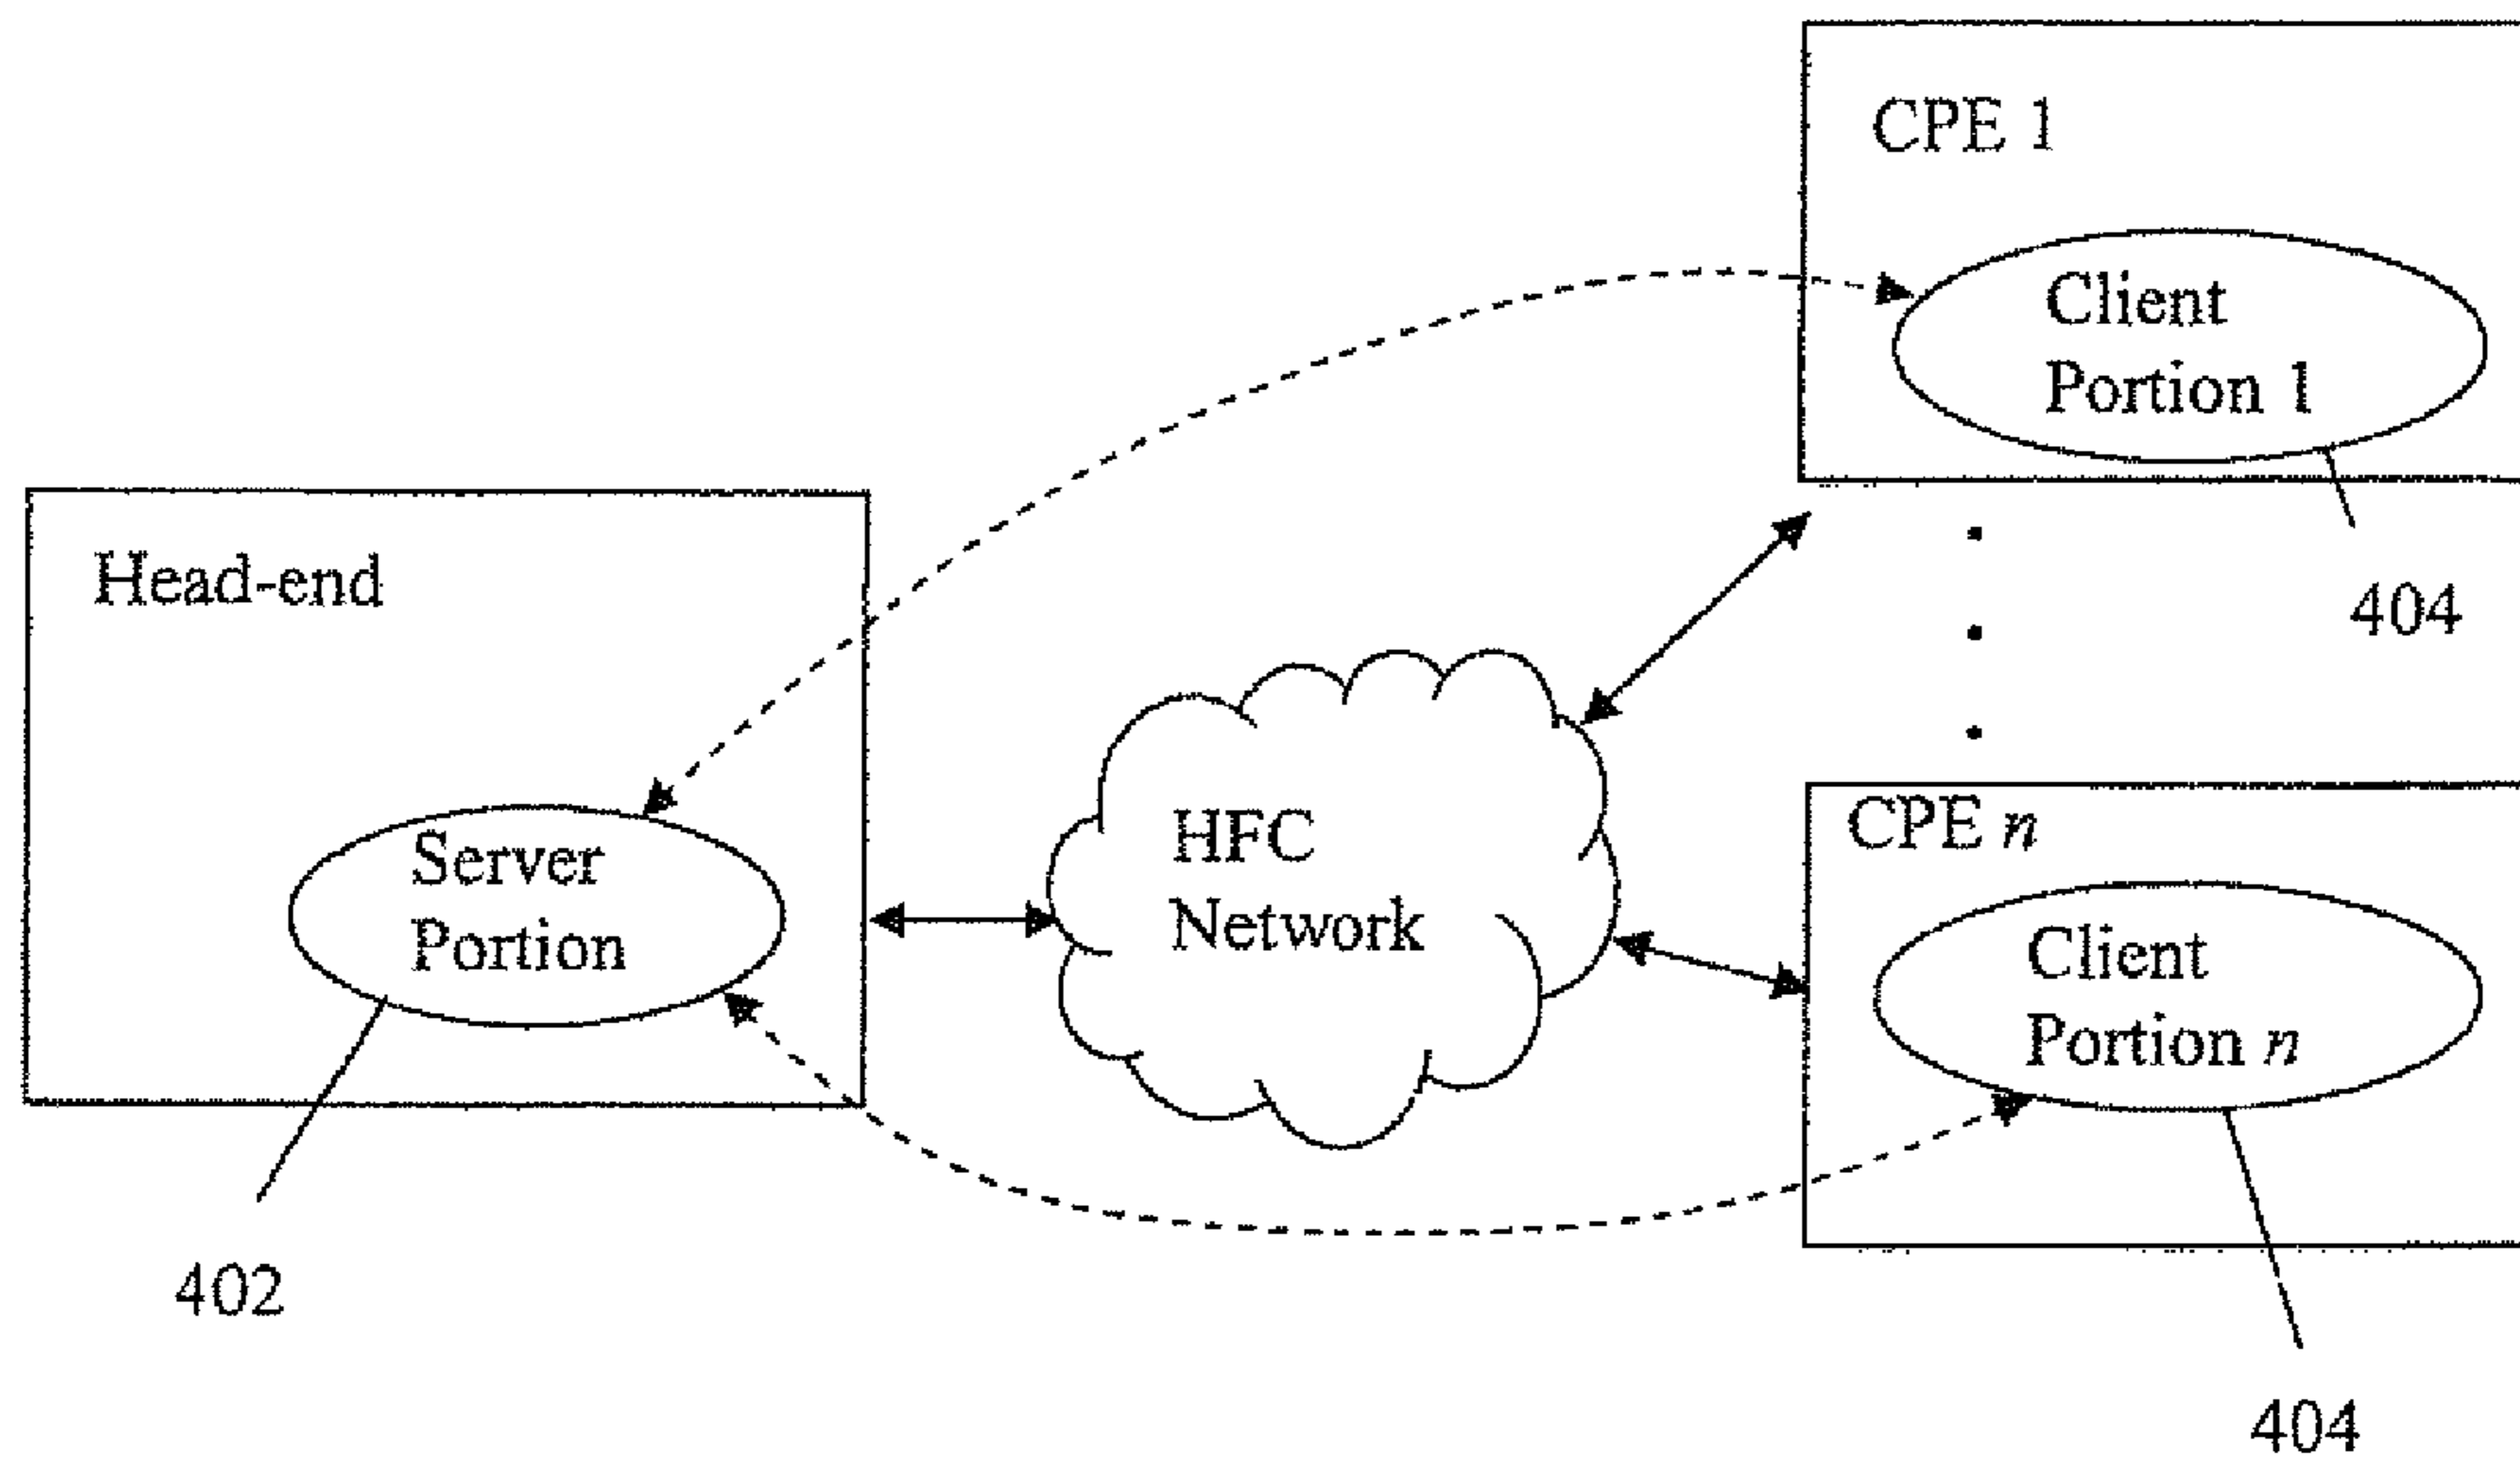 CPE 1
Client
Portion 1
404
Head-end
Server
Portion
402
HFC
Network
CPE n
Client
Portion n
404